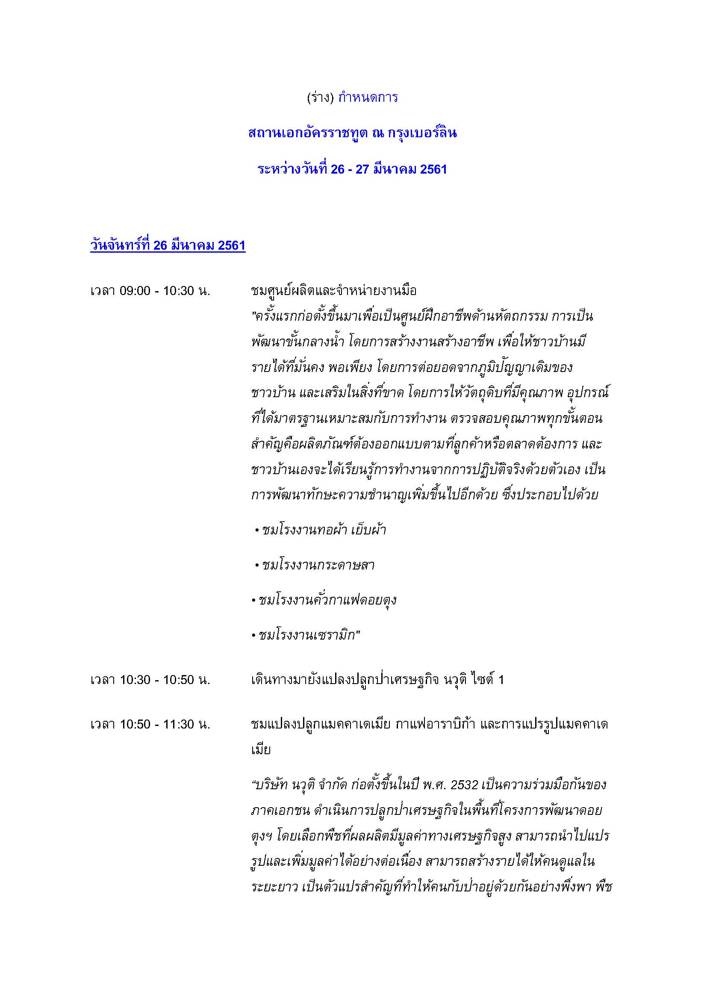 (ร่าง) กำหนดการ
สถานเอกอัครราชทูต ณ กรุงเบอร์ลิน
ระหว่างวันที่ 26 - 27 มีนาคม 2561
วันจันทร์ที่ 26 มีนาคม 2561
เวลา 09:00 - 10:30 น. ชมศูนย์ผลิตและจำหน่ายงานมือ
"ครั้งแรกก่อตั้งขึ้นมาเพื่อเป็นศูนย์ฝึกอาชีพด้านหัตถกรรม การเป็น
พัฒนาขั้นกลางน้ำ โดยการสร้างงานสร้างอาชีพ เพื่อให้ชาวบ้านมี
รายได้ที่มั่นคง พอเพียง โดยการต่อยอดจากภูมิปัญญาเดิมของ
ชาวบ้าน และเสริมในสิ่งที่ขาด โดยการให้วัตถุดิบที่มีคุณภาพ อุปกรณ์
ที่ได้มาตรฐานเหมาะสมกับการทำงาน ตรวจสอบคุณภาพทุกขั้นตอน
สำคัญคือผลิตภัณฑ์ต้องออกแบบตามที่ลูกค้าหรือตลาดต้องการ และ
ชาวบ้านเองจะได้เรียนรู้การทำงานจากการปฏิบัติจริงด้วยตัวเอง เป็น
การพัฒนาทักษะความชำนาญเพิ่มขึ้นไปอีกด้วย ซึ่งประกอบไปด้วย
• ชมโรงงานทอผ้า เย็บผ้า
• ชมโรงงานกระดาษสา
• ชมโรงงานคั่วกาแฟดอยตุง
• ชมโรงงานเซรามิก"
เวลา 10:30 - 10:50 น. เดินทางมายังแปลงปลูกป่าเศรษฐกิจ นวุติ ไซต์ 1
เวลา 10:50 - 11:30 น. ชมแปลงปลูกแมคคาเดเมีย กาแฟอาราบิก้า และการแปรรูปแมคคาเด
เมีย
“บริษัท นวุติ จำกัด ก่อตั้งขึ้นในปี พ.ศ. 2532 เป็นความร่วมมือกันของ
ภาคเอกชน ดำเนินการปลูกป่าเศรษฐกิจในพื้นที่โครงการพัฒนาดอย
ตุงฯ โดยเลือกพืชที่ผลผลิตมีมูลค่าทางเศรษฐกิจสูง สามารถนำไปแปร
รูปและเพิ่มมูลค่าได้อย่างต่อเนื่อง สามารถสร้างรายได้ให้คนดูแลใน
ระยะยาว เป็นตัวแปรสำคัญที่ทำให้คนกับป่าอยู่ด้วยกันอย่างพึ่งพา พืช